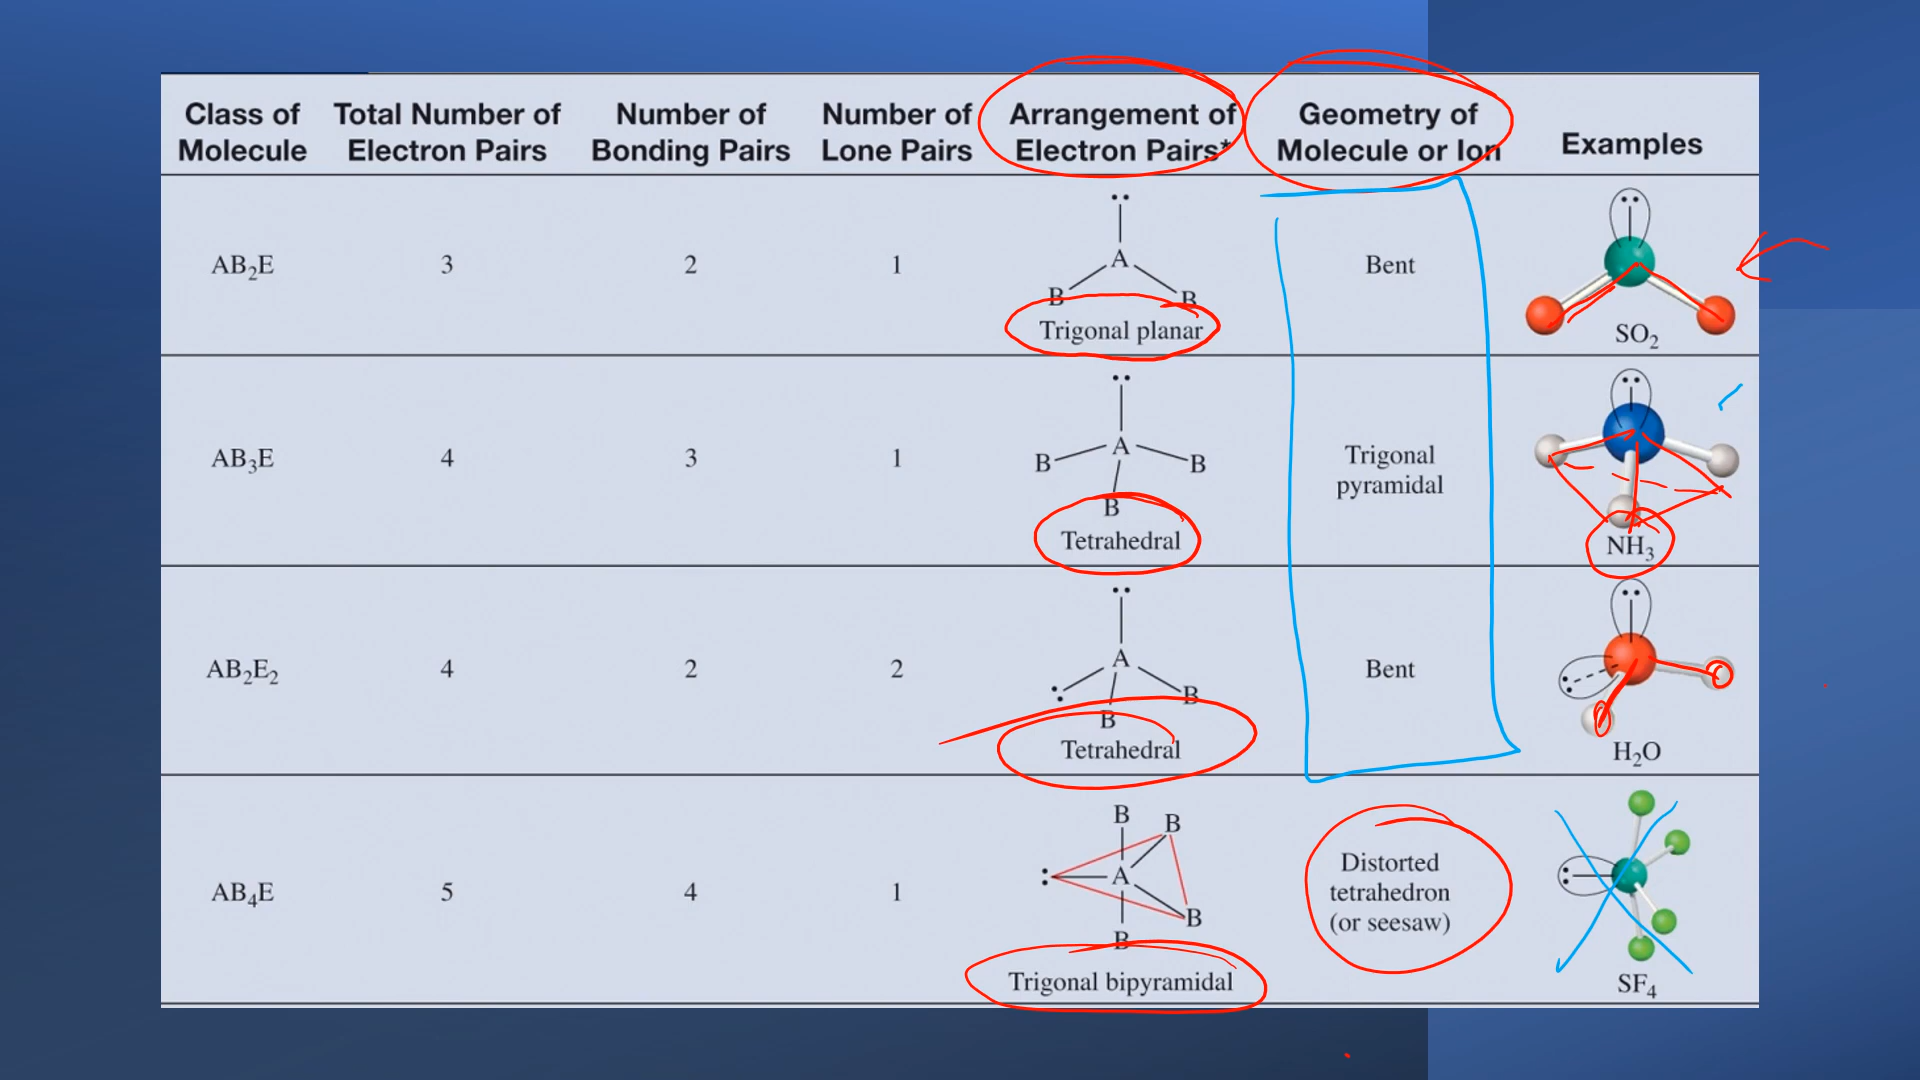 Class of Molecule
Total Number of Electron Pairs
Number of Bonding Pairs
Number of Lone Pairs
Arrangement of Electron Pairs*
Geometry of Molecule or Ion
Examples
AB₂E
3
2
1
:
A
B B
Trigonal planar
Bent
:
SO₂
AB₃E
4
3
1
:
A
B B
B
Tetrahedral
Trigonal
pyramidal
:
NH₃
AB₂E₂
4
2
2
:
A
: B
B
Tetrahedral
Bent
:
:
H₂O
AB₄E
5
4
1
B B
: A
B
B
Trigonal bipyramidal
Distorted
tetrahedron
(or seesaw)
:
SF₄